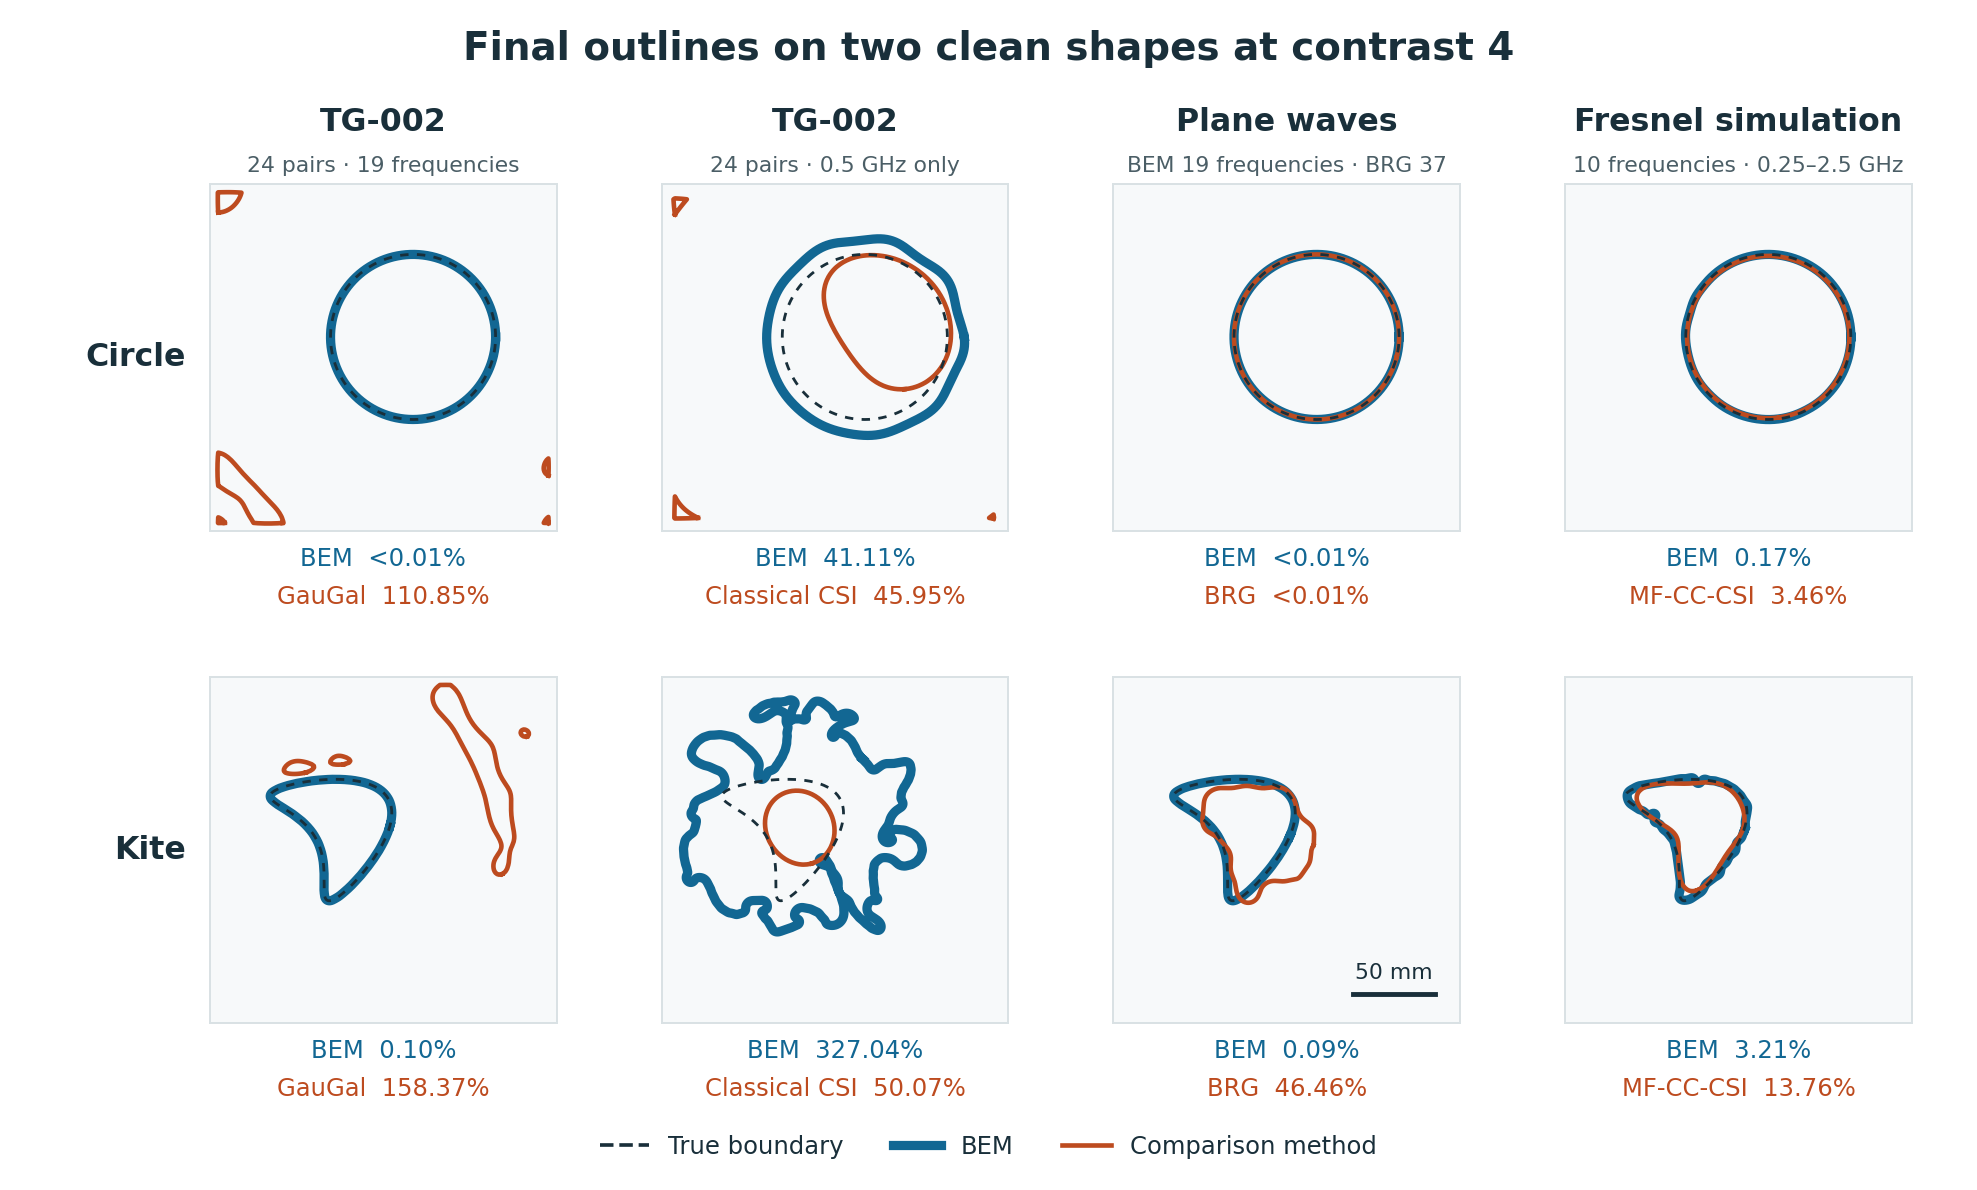 Final outlines on two clean shapes at contrast 4
TG-002
24 pairs · 19 frequencies
TG-002
24 pairs · 0.5 GHz only
Plane waves
BEM 19 frequencies · BRG 37
Fresnel simulation
10 frequencies · 0.25–2.5 GHz
Circle
BEM <0.01%
GauGal 110.85%
BEM 41.11%
Classical CSI 45.95%
BEM <0.01%
BRG <0.01%
BEM 0.17%
MF-CC-CSI 3.46%
Kite
50 mm
BEM 0.10%
GauGal 158.37%
BEM 327.04%
Classical CSI 50.07%
BEM 0.09%
BRG 46.46%
BEM 3.21%
MF-CC-CSI 13.76%
True boundary
BEM
Comparison method